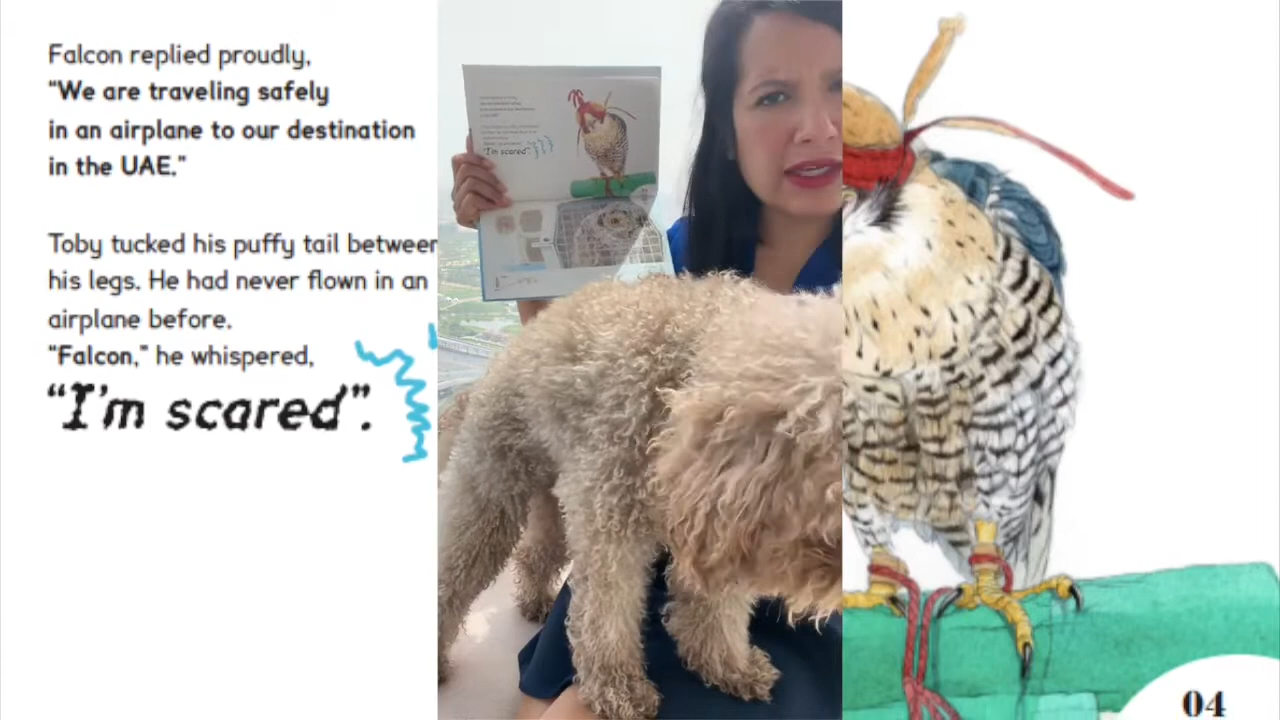 Falcon replied proudly,
"We are traveling safely
in an airplane to our destination
in the UAE."
Toby tucked his puffy tail between
his legs. He had never flown in an
airplane before.
"Falcon," he whispered,
"I'm scared".
"I'm scared".
04